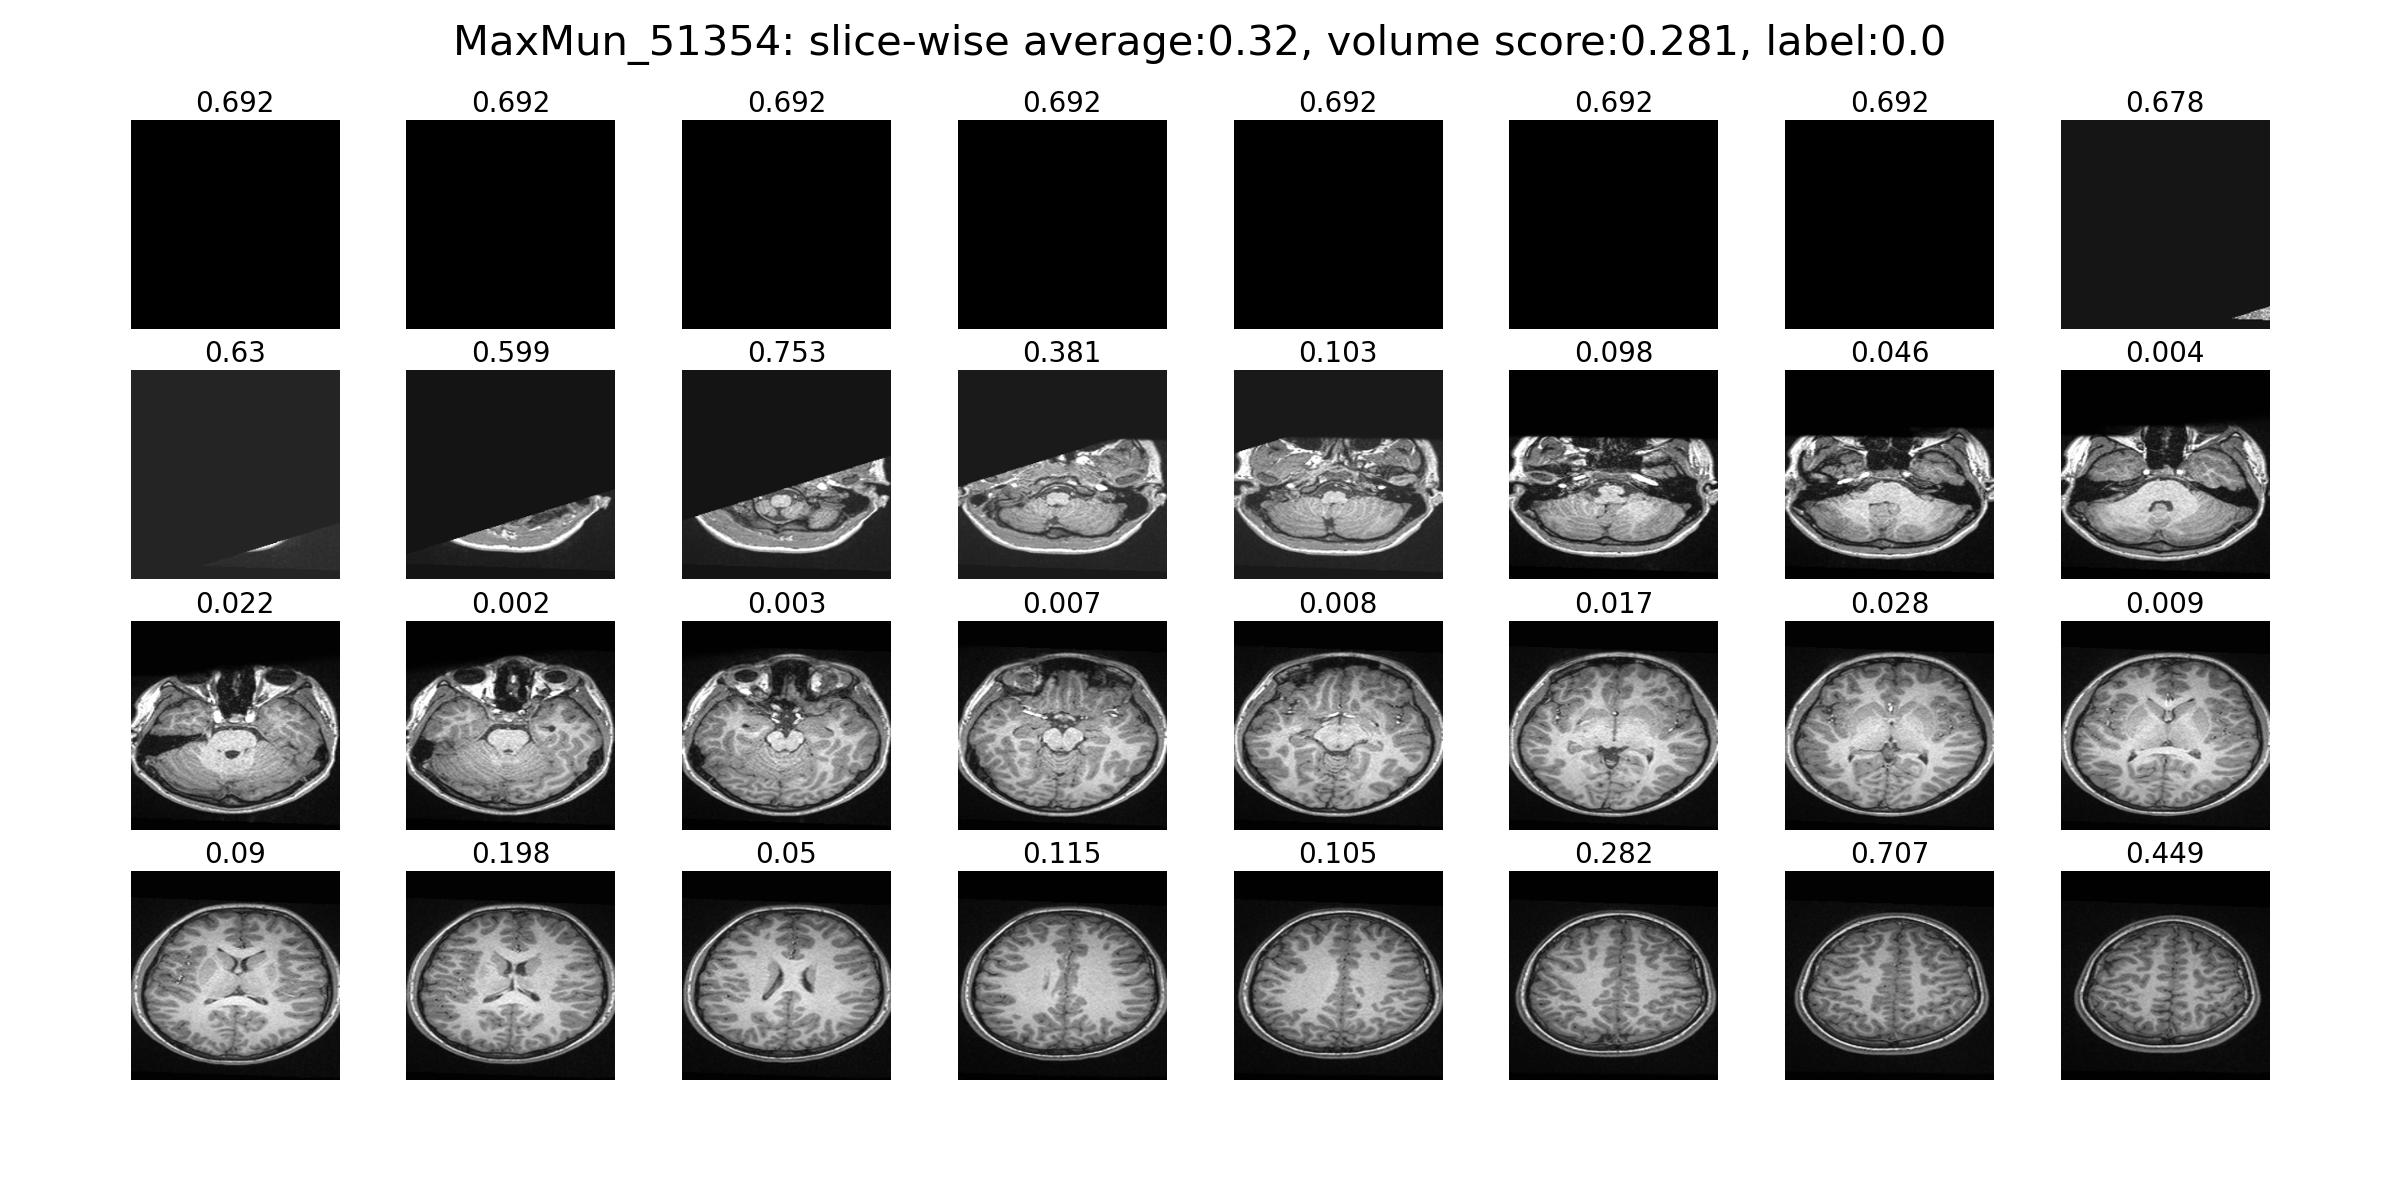 MaxMun_51354: slice-wise average:0.32, volume score:0.281, label:0.0
0.692 0.692 0.692 0.692 0.692 0.692 0.692 0.678
0.63 0.599 0.753 0.381 0.103 0.098 0.046 0.004
0.022 0.002 0.003 0.007 0.008 0.017 0.028 0.009
0.09 0.198 0.05 0.115 0.105 0.282 0.707 0.449